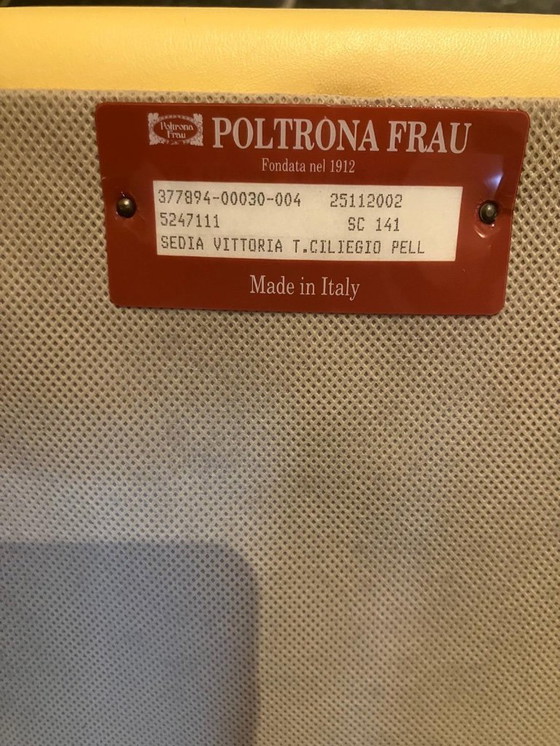 Poltrona
Frau
POLTRONA FRAU
Fondata nel 1912
377894-00030-004 25112002
5247111 SC 141
SEDIA VITTORIA T.CILIEGIO PELL
Made in Italy